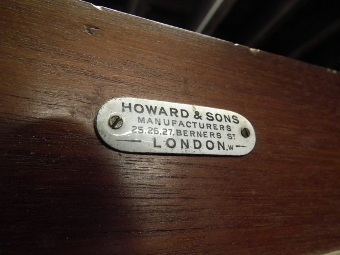 HOWARD & SONS
MANUFACTURERS
25.26.27.BERNERS ST
LONDON.W